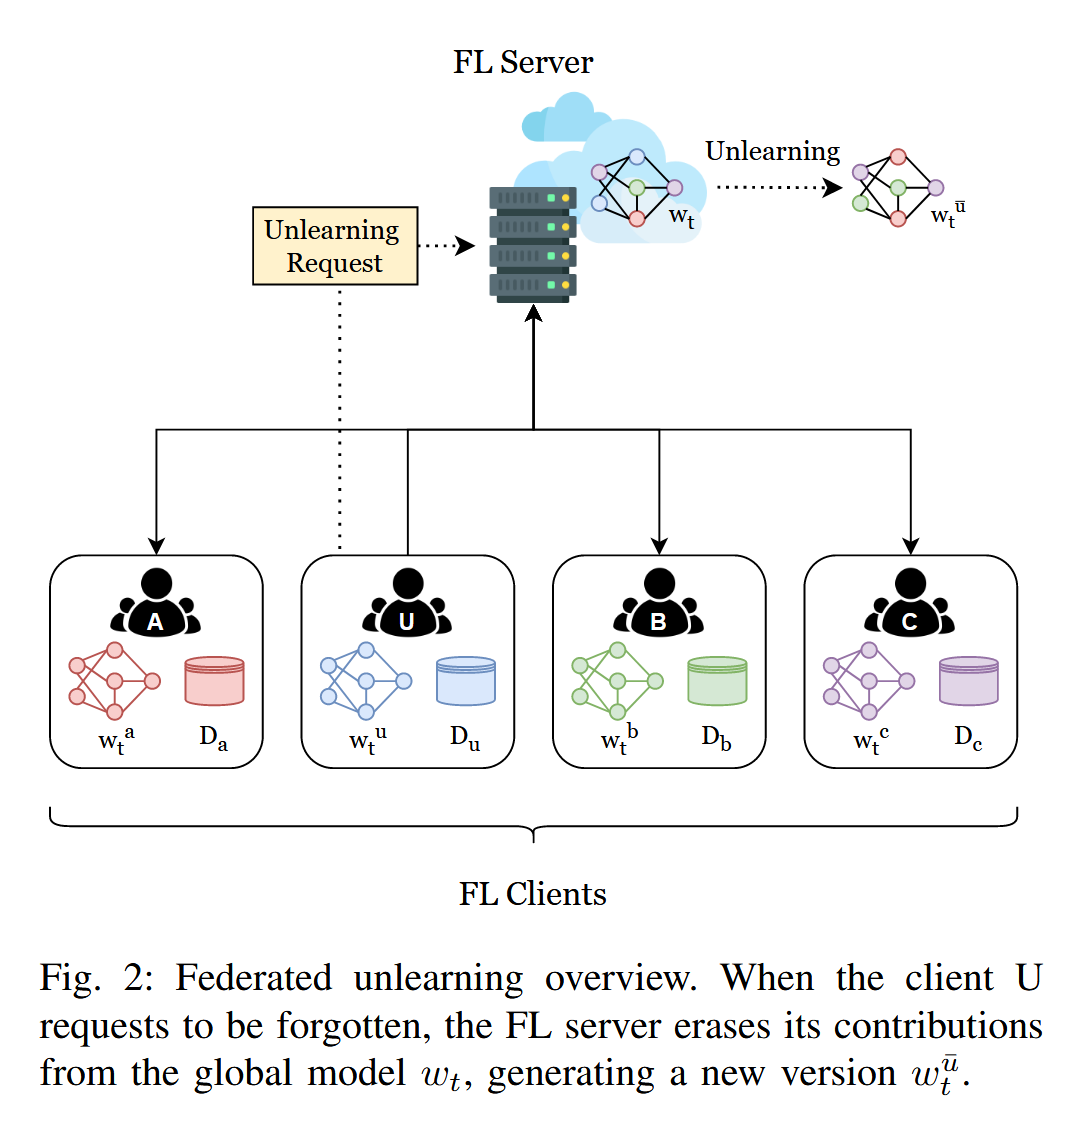 FL Server
Unlearning
w_t
w_t^ū
Unlearning
Request
A
U
B
C
w_t^a
D_a
w_t^u
D_u
w_t^b
D_b
w_t^c
D_c
FL Clients
Fig. 2: Federated unlearning overview. When the client U
requests to be forgotten, the FL server erases its contributions
from the global model w_t, generating a new version w_t^ū.